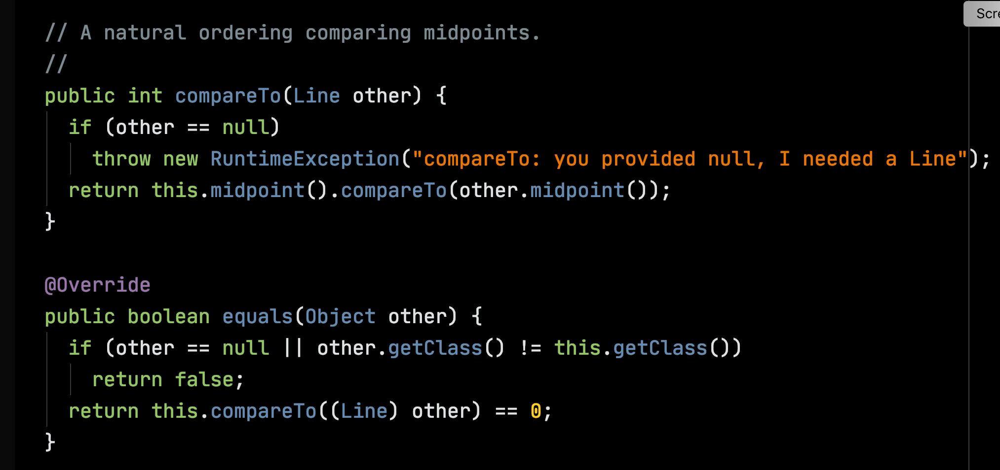 Scre
// A natural ordering comparing midpoints.
//
public int compareTo(Line other) {
  if (other == null)
    throw new RuntimeException("compareTo: you provided null, I needed a Line");
  return this.midpoint().compareTo(other.midpoint());
}

@Override
public boolean equals(Object other) {
  if (other == null || other.getClass() != this.getClass())
    return false;
  return this.compareTo((Line) other) == 0;
}